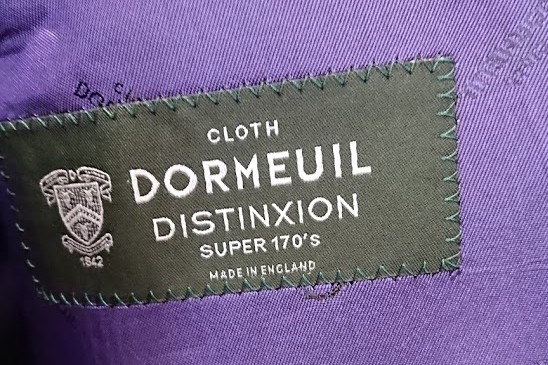 CLOTH
DORMEUIL
DISTINXION
SUPER 170'S
MADE IN ENGLAND
1842